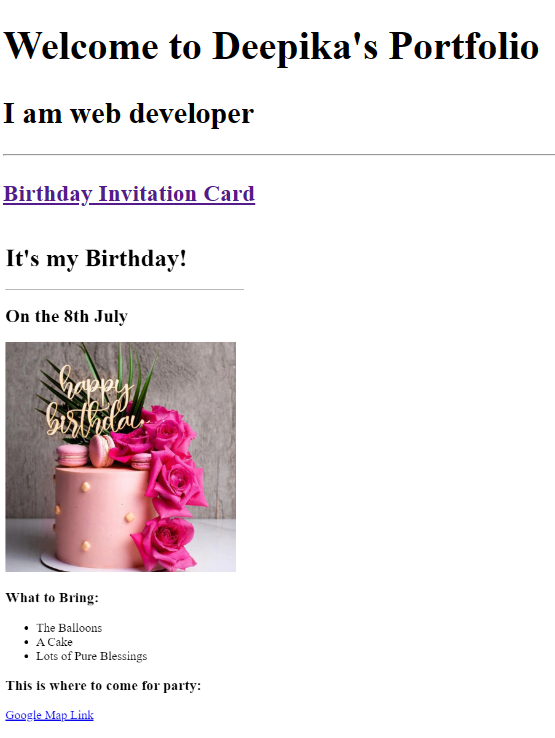 Welcome to Deepika's Portfolio
I am web developer
Birthday Invitation Card
It's my Birthday!
On the 8th July
happy
birthday
What to Bring:
The Balloons
A Cake
Lots of Pure Blessings
This is where to come for party:
Google Map Link